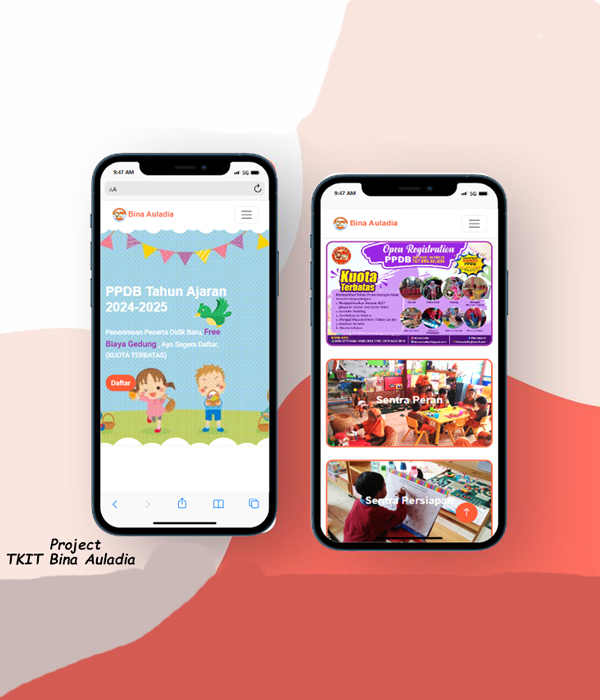 9:47 AM
5G
AA
Bina Auladia
PPDB Tahun Ajaran
2024-2025
Penerimaan Peserta Didik Baru, Free
Biaya Gedung , Ayo Segera Daftar,
(KUOTA TERBATAS)
Daftar
9:47 AM
5G
Bina Auladia
Open Registration
PPDB
Kuota
Terbatas
Sentra Peran
Sentra Persiapan
Project
TKIT Bina Auladia